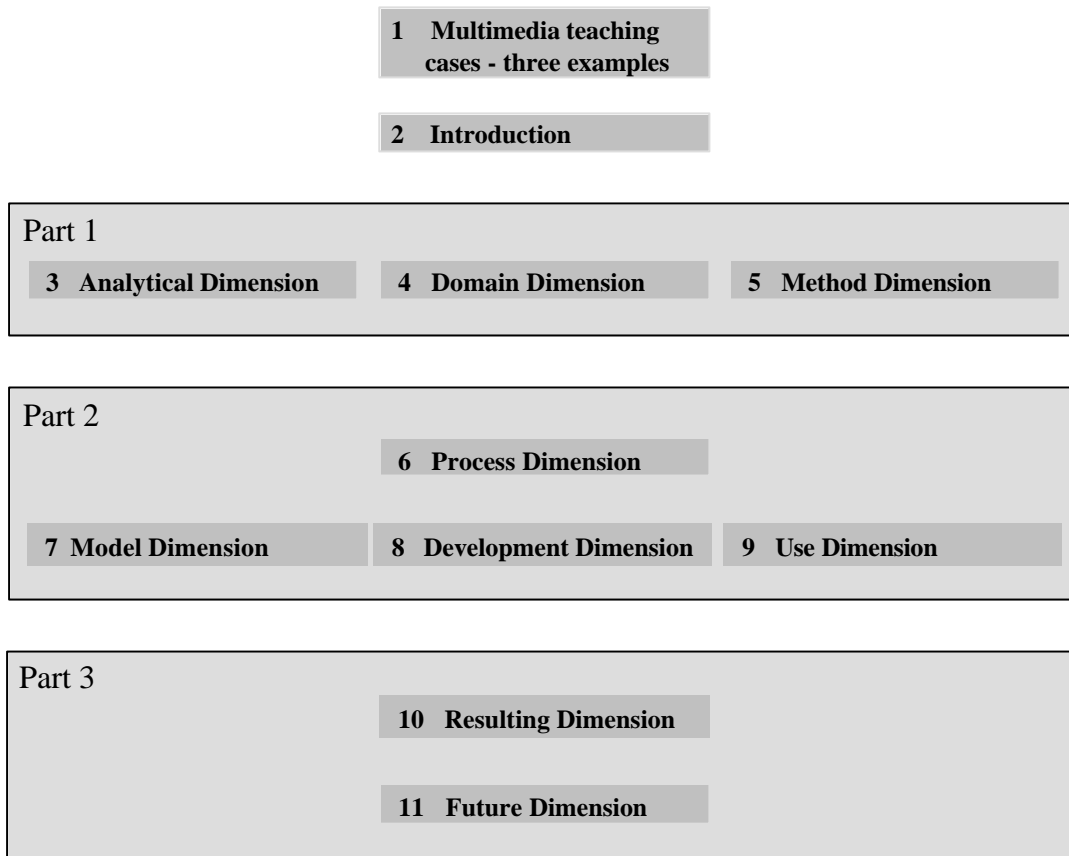 1 Multimedia teaching
cases - three examples
2 Introduction
Part 1
3 Analytical Dimension
4 Domain Dimension
5 Method Dimension
Part 2
6 Process Dimension
7 Model Dimension
8 Development Dimension
9 Use Dimension
Part 3
10 Resulting Dimension
11 Future Dimension